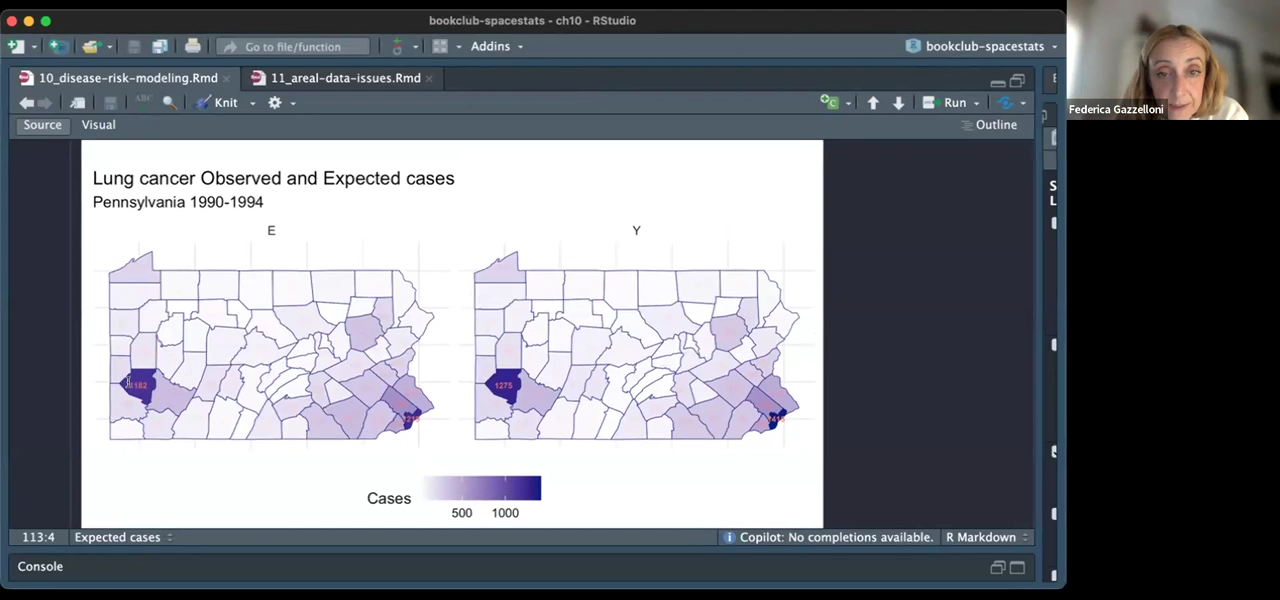 bookclub-spacestats - ch10 - RStudio
Go to file/function
Addins
bookclub-spacestats
10_disease-risk-modeling.Rmd
11_areal-data-issues.Rmd
ABC
Knit
Run
Source
Visual
Outline
Lung cancer Observed and Expected cases
Pennsylvania 1990-1994
E
Y
1182
1275
Cases
500
1000
113:4
Expected cases
Copilot: No completions available.
R Markdown
Console
Federica Gazzelloni